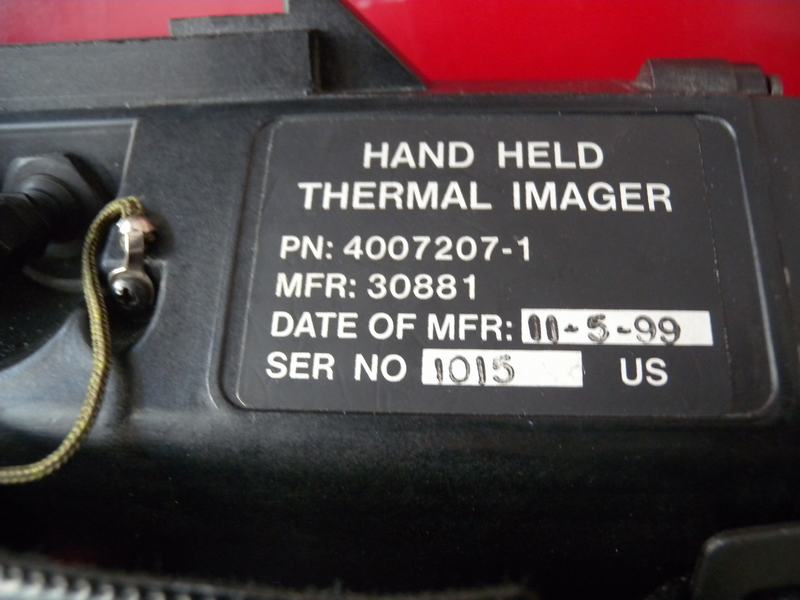 HAND HELD
THERMAL IMAGER
PN: 4007207-1
MFR: 30881
DATE OF MFR: 11-5-99
SER NO 1015 US